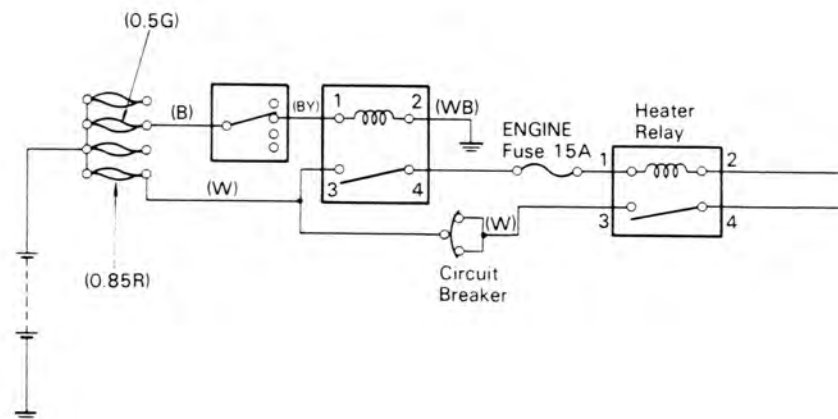 (0.5G)
(B)
(BY)
1 2
(WB)
3 4
ENGINE
Fuse 15A
Heater
Relay
1 2
3 4
(W)
(W)
Circuit
Breaker
(0.85R)